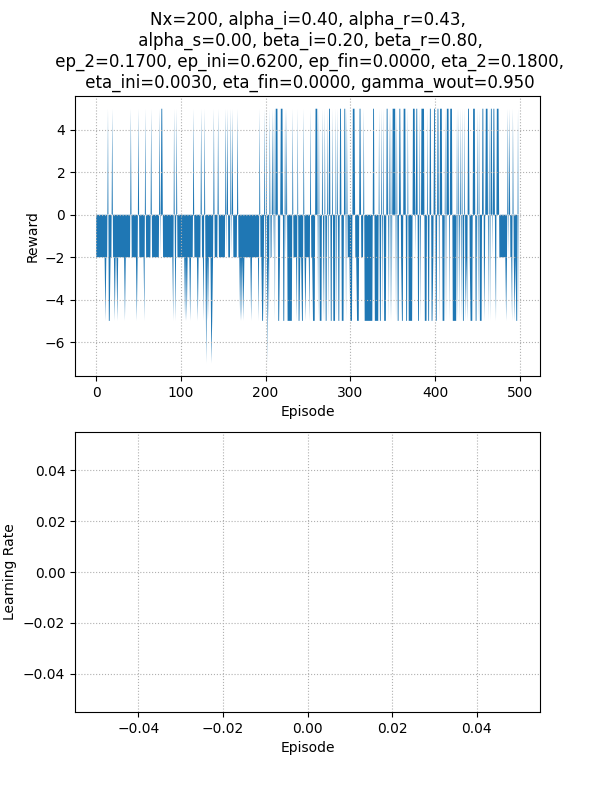 Nx=200, alpha_i=0.40, alpha_r=0.43,
alpha_s=0.00, beta_i=0.20, beta_r=0.80,
ep_2=0.1700, ep_ini=0.6200, ep_fin=0.0000, eta_2=0.1800,
eta_ini=0.0030, eta_fin=0.0000, gamma_wout=0.950
4
2
0
−2
−4
−6
Reward
0 100 200 300 400 500
Episode
0.04
0.02
0.00
−0.02
−0.04
Learning Rate
−0.04 −0.02 0.00 0.02 0.04
Episode